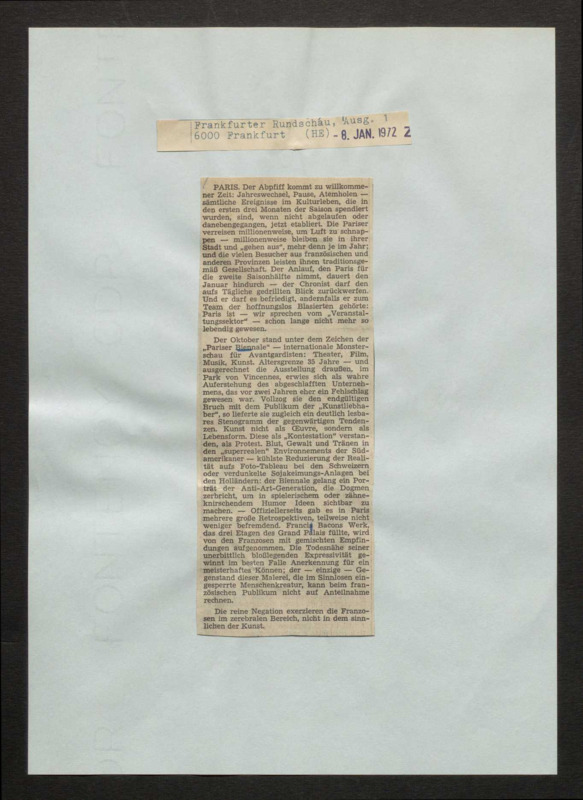 Frankfurter Rundschau, Ausg. 1
6000 Frankfurt (HE) - 8. JAN. 1972 2
PARIS. Der Abpfiff kommt zu willkomme-
ner Zeit: Jahreswechsel, Pause, Atemholen —
sämtliche Ereignisse im Kulturleben, die in
den ersten drei Monaten der Saison spendiert
wurden, sind, wenn nicht abgelaufen oder
danebengegangen, jetzt etabliert. Die Pariser
verreisen millionenweise, um Luft zu schnap-
pen — millionenweise bleiben sie in ihrer
Stadt und „gehen aus“, mehr denn je im Jahr;
und die vielen Besucher aus französischen und
anderen Provinzen leisten ihnen traditionsge-
mäß Gesellschaft. Der Anlauf, den Paris für
die zweite Saisonhälfte nimmt, dauert den
Januar hindurch — der Chronist darf den
aufs Tägliche gedrillten Blick zurückwerfen.
Und er darf es befriedigt, andernfalls er zum
Team der hoffnungslos Blasierten gehörte:
Paris ist — wir sprechen vom „Veranstal-
tungssektor“ — schon lange nicht mehr so
lebendig gewesen.
Der Oktober stand unter dem Zeichen der
„Pariser Biennale“ — internationale Monster-
schau für Avantgardisten: Theater, Film,
Musik, Kunst. Altersgrenze 35 Jahre — und
ausgerechnet die Ausstellung draußen, im
Park von Vincennes, erwies sich als wahre
Auferstehung des abgeschlafften Unterneh-
mens, das vor zwei Jahren eher ein Fehlschlag
gewesen war. Vollzog sie den endgültigen
Bruch mit dem Publikum der „Kunstliebha-
ber“, so lieferte sie zugleich ein deutlich lesba-
res Stenogramm der gegenwärtigen Tenden-
zen. Kunst nicht als Œuvre, sondern als
Lebensform. Diese als „Kontestation“ verstan-
den, als Protest. Blut, Gewalt und Tränen in
den „superrealen“ Environnements der Süd-
amerikaner — kühlste Reduzierung der Reali-
tät aufs Foto-Tableau bei den Schweizern
oder verdunkelte Sojakeimungs-Anlagen bei
den Holländern: der Biennale gelang ein Por-
trät der Anti-Art-Generation, die Dogmen
zerbricht, um in spielerischem oder zähne-
knirschendem Humor Ideen sichtbar zu
machen. — Offiziellerseits gab es in Paris
mehrere große Retrospektiven, teilweise nicht
weniger befremdend. Francis Bacons Werk,
das drei Etagen des Grand Palais füllte, wird
von den Franzosen mit gemischten Empfin-
dungen aufgenommen. Die Todesnähe seiner
unerbittlich bloßlegenden Expressivität ge-
winnt im besten Falle Anerkennung für ein
meisterhaftes Können; der — einzige — Ge-
genstand dieser Malerei, die im Sinnlosen ein-
gesperrte Menschenkreatur, kann beim fran-
zösischen Publikum nicht auf Anteilnahme
rechnen.
Die reine Negation exerzieren die Franzo-
sen im zerebralen Bereich, nicht in dem sinn-
lichen der Kunst.